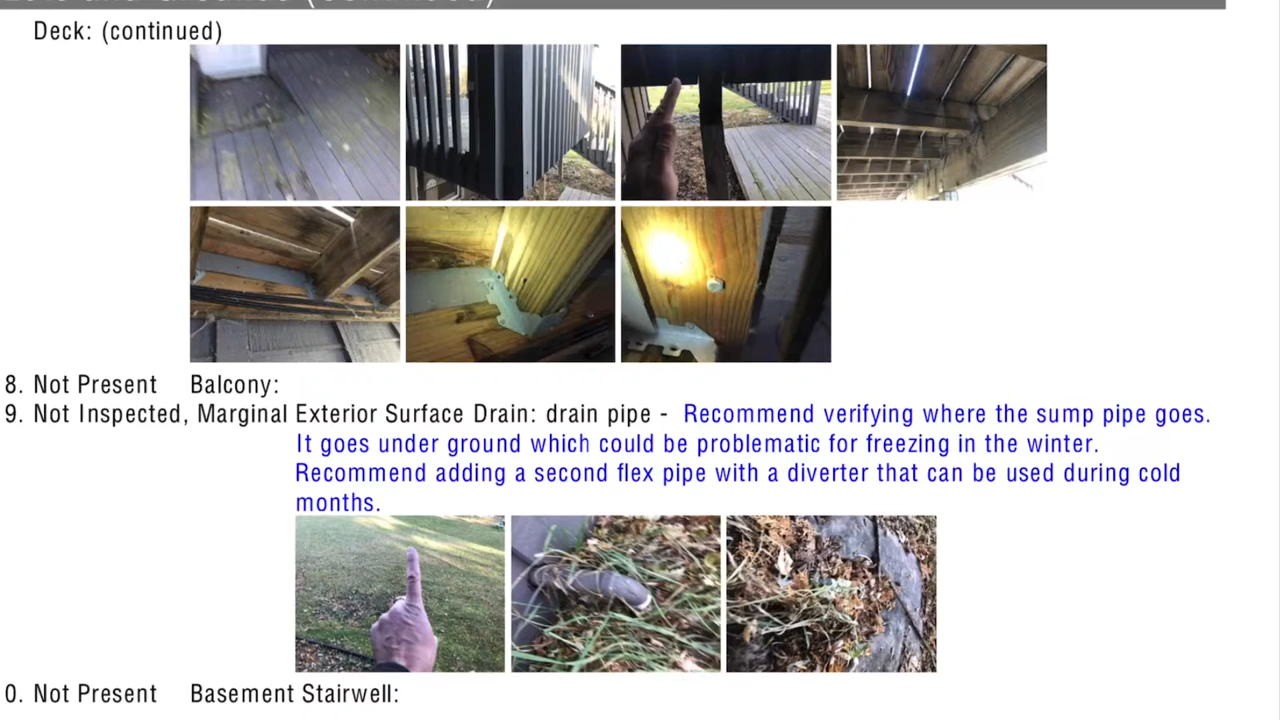 Deck: (continued)
8. Not Present Balcony:
9. Not Inspected, Marginal Exterior Surface Drain: drain pipe - Recommend verifying where the sump pipe goes.
It goes under ground which could be problematic for freezing in the winter.
Recommend adding a second flex pipe with a diverter that can be used during cold
months.
0. Not Present Basement Stairwell: